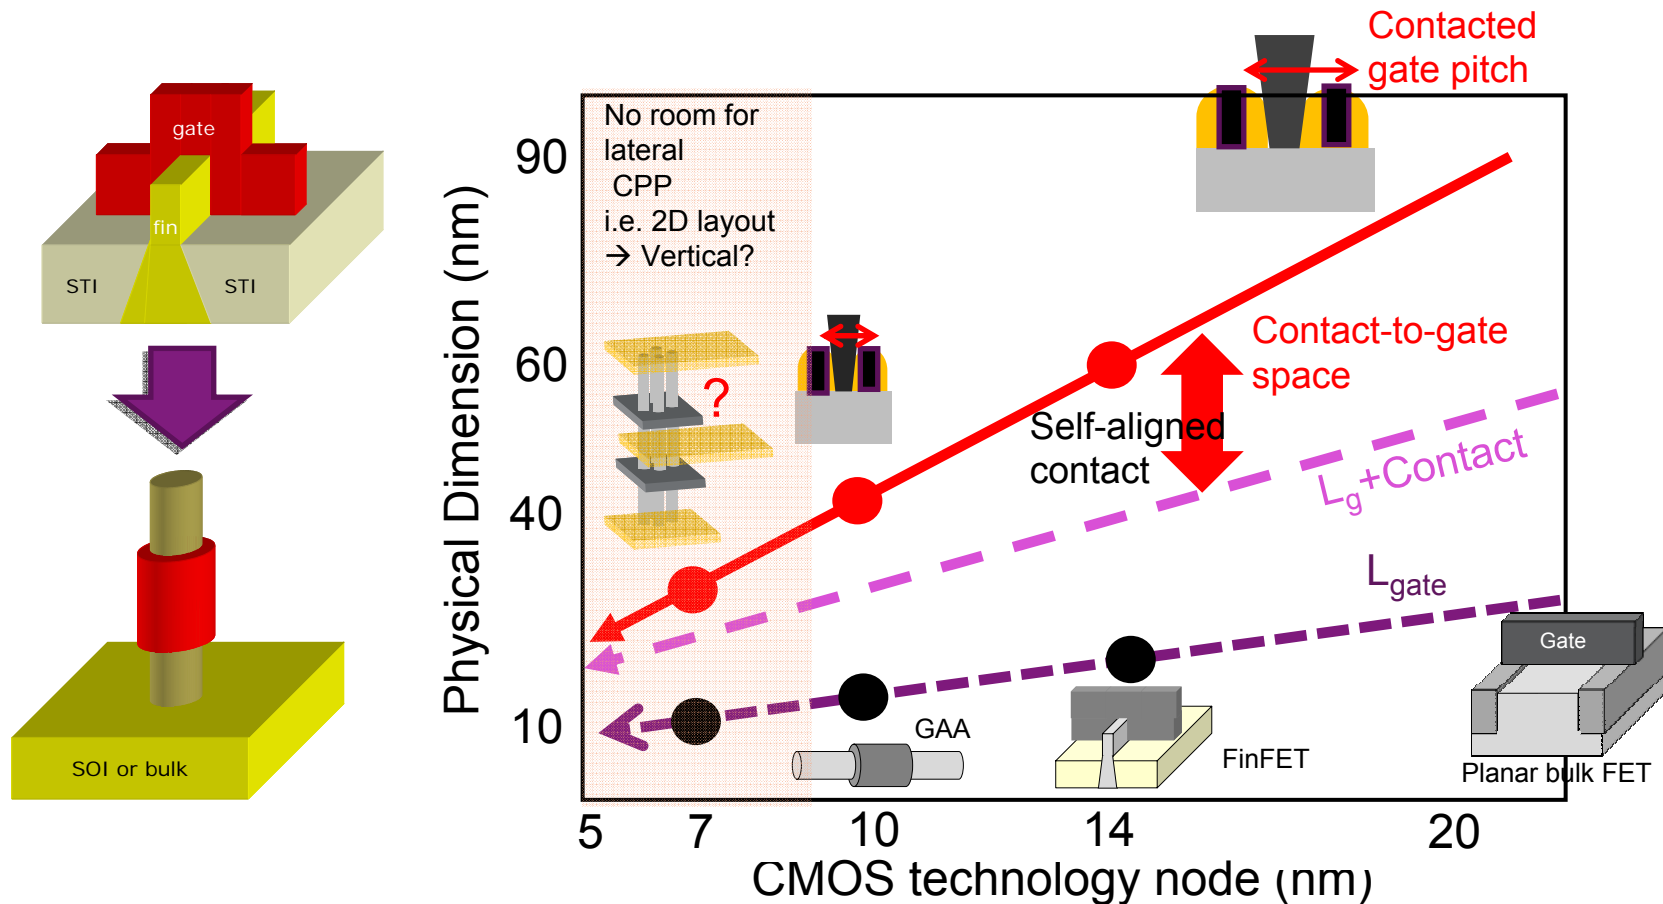 gate
fin
STI
STI
SOI or bulk
Physical Dimension (nm)
90
60
40
10
No room for
lateral
CPP
i.e. 2D layout
→ Vertical?
?
Contacted
gate pitch
Contact-to-gate
space
Self-aligned
contact
Lg+Contact
Lgate
GAA
FinFET
Gate
Planar bulk FET
5 7 10 14 20
CMOS technology node (nm)